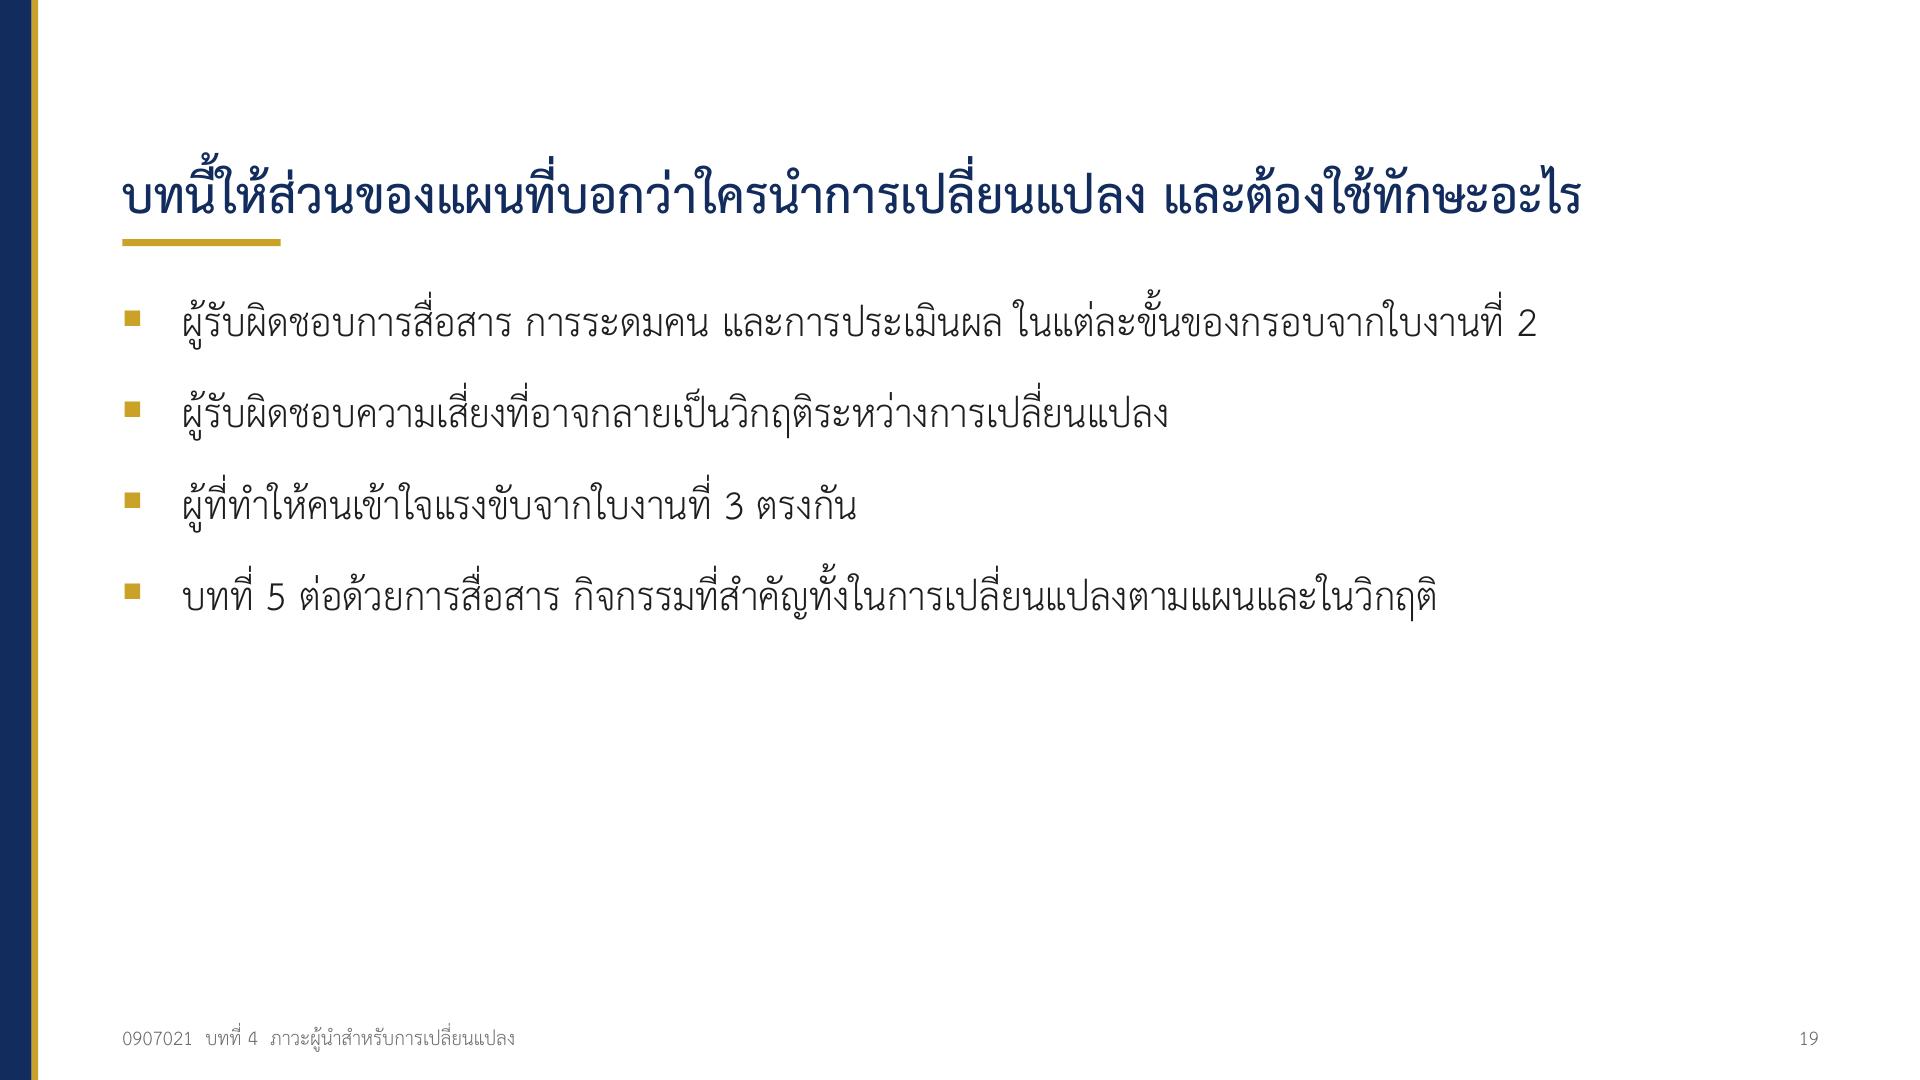 บทนี้ให้ส่วนของแผนที่บอกว่าใครนำการเปลี่ยนแปลง และต้องใช้ทักษะอะไร
ผู้รับผิดชอบการสื่อสาร การระดมคน และการประเมินผล ในแต่ละขั้นของกรอบจากใบงานที่ 2
ผู้รับผิดชอบความเสี่ยงที่อาจกลายเป็นวิกฤติระหว่างการเปลี่ยนแปลง
ผู้ที่ทำให้คนเข้าใจแรงขับจากใบงานที่ 3 ตรงกัน
บทที่ 5 ต่อด้วยการสื่อสาร กิจกรรมที่สำคัญทั้งในการเปลี่ยนแปลงตามแผนและในวิกฤติ
0907021 บทที่ 4 ภาวะผู้นำสำหรับการเปลี่ยนแปลง
19